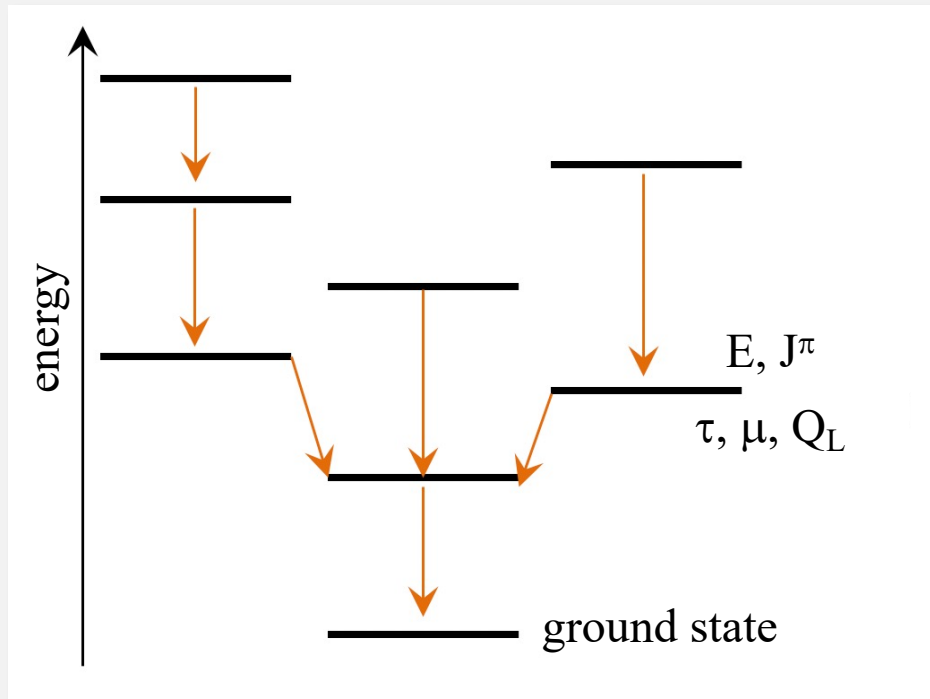 energy
E, J^π
τ, μ, Q_L
ground state